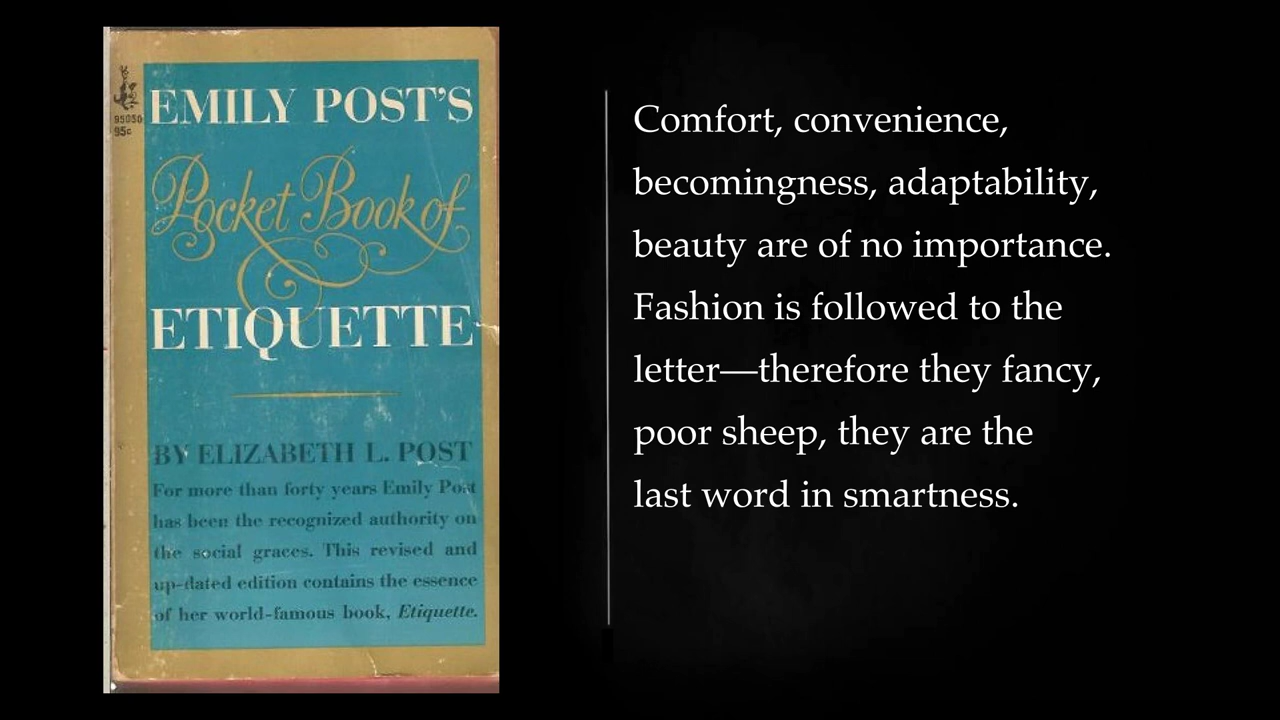 EMILY POST'S
95050
95c
Pocket Book of
ETIQUETTE
BY ELIZABETH L. POST
For more than forty years Emily Post
has been the recognized authority on
the social graces. This revised and
up-dated edition contains the essence
of her world-famous book, Etiquette.
Comfort, convenience,
becomingness, adaptability,
beauty are of no importance.
Fashion is followed to the
letter—therefore they fancy,
poor sheep, they are the
last word in smartness.